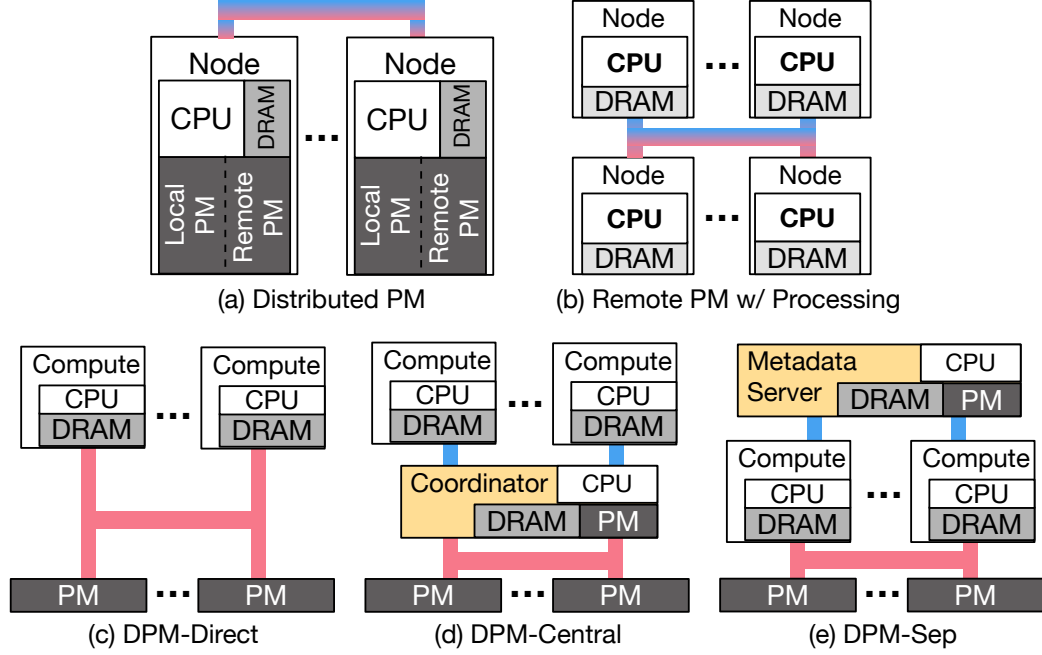 Node
CPU
DRAM
Local PM
Remote PM
...
Node
CPU
DRAM
Local PM
Remote PM
(a) Distributed PM
Node
CPU
DRAM
...
Node
CPU
DRAM
Node
CPU
DRAM
...
Node
CPU
DRAM
(b) Remote PM w/ Processing
Compute
CPU
DRAM
...
Compute
CPU
DRAM
PM
...
PM
(c) DPM-Direct
Compute
CPU
DRAM
...
Compute
CPU
DRAM
Coordinator
CPU
DRAM
PM
PM
...
PM
(d) DPM-Central
Metadata
Server
CPU
DRAM
PM
Compute
CPU
DRAM
...
Compute
CPU
DRAM
PM
...
PM
(e) DPM-Sep